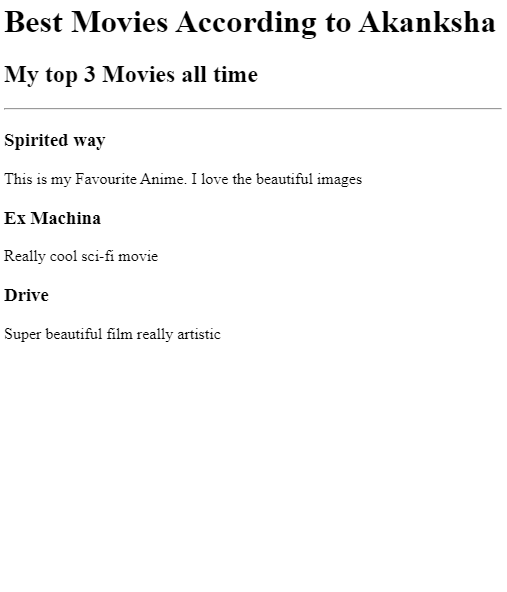 Best Movies According to Akanksha
My top 3 Movies all time
Spirited way
This is my Favourite Anime. I love the beautiful images
Ex Machina
Really cool sci-fi movie
Drive
Super beautiful film really artistic